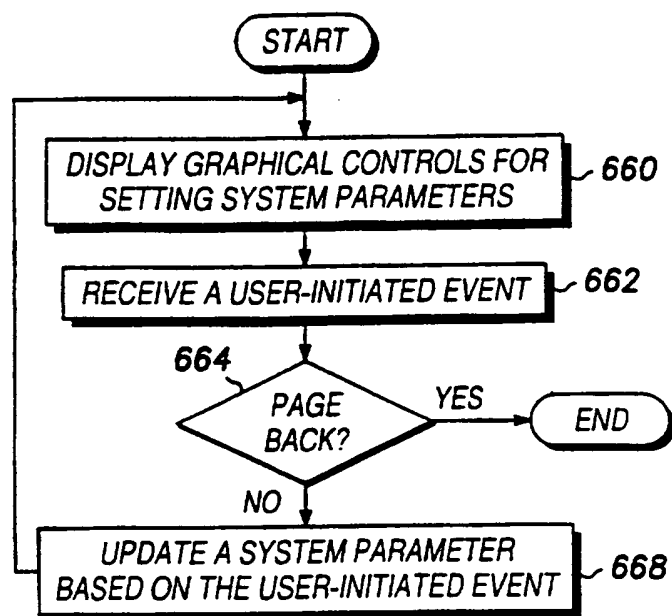 START
DISPLAY GRAPHICAL CONTROLS FOR
SETTING SYSTEM PARAMETERS
660
RECEIVE A USER-INITIATED EVENT
662
664
PAGE
BACK?
YES
END
NO
UPDATE A SYSTEM PARAMETER
BASED ON THE USER-INITIATED EVENT
668